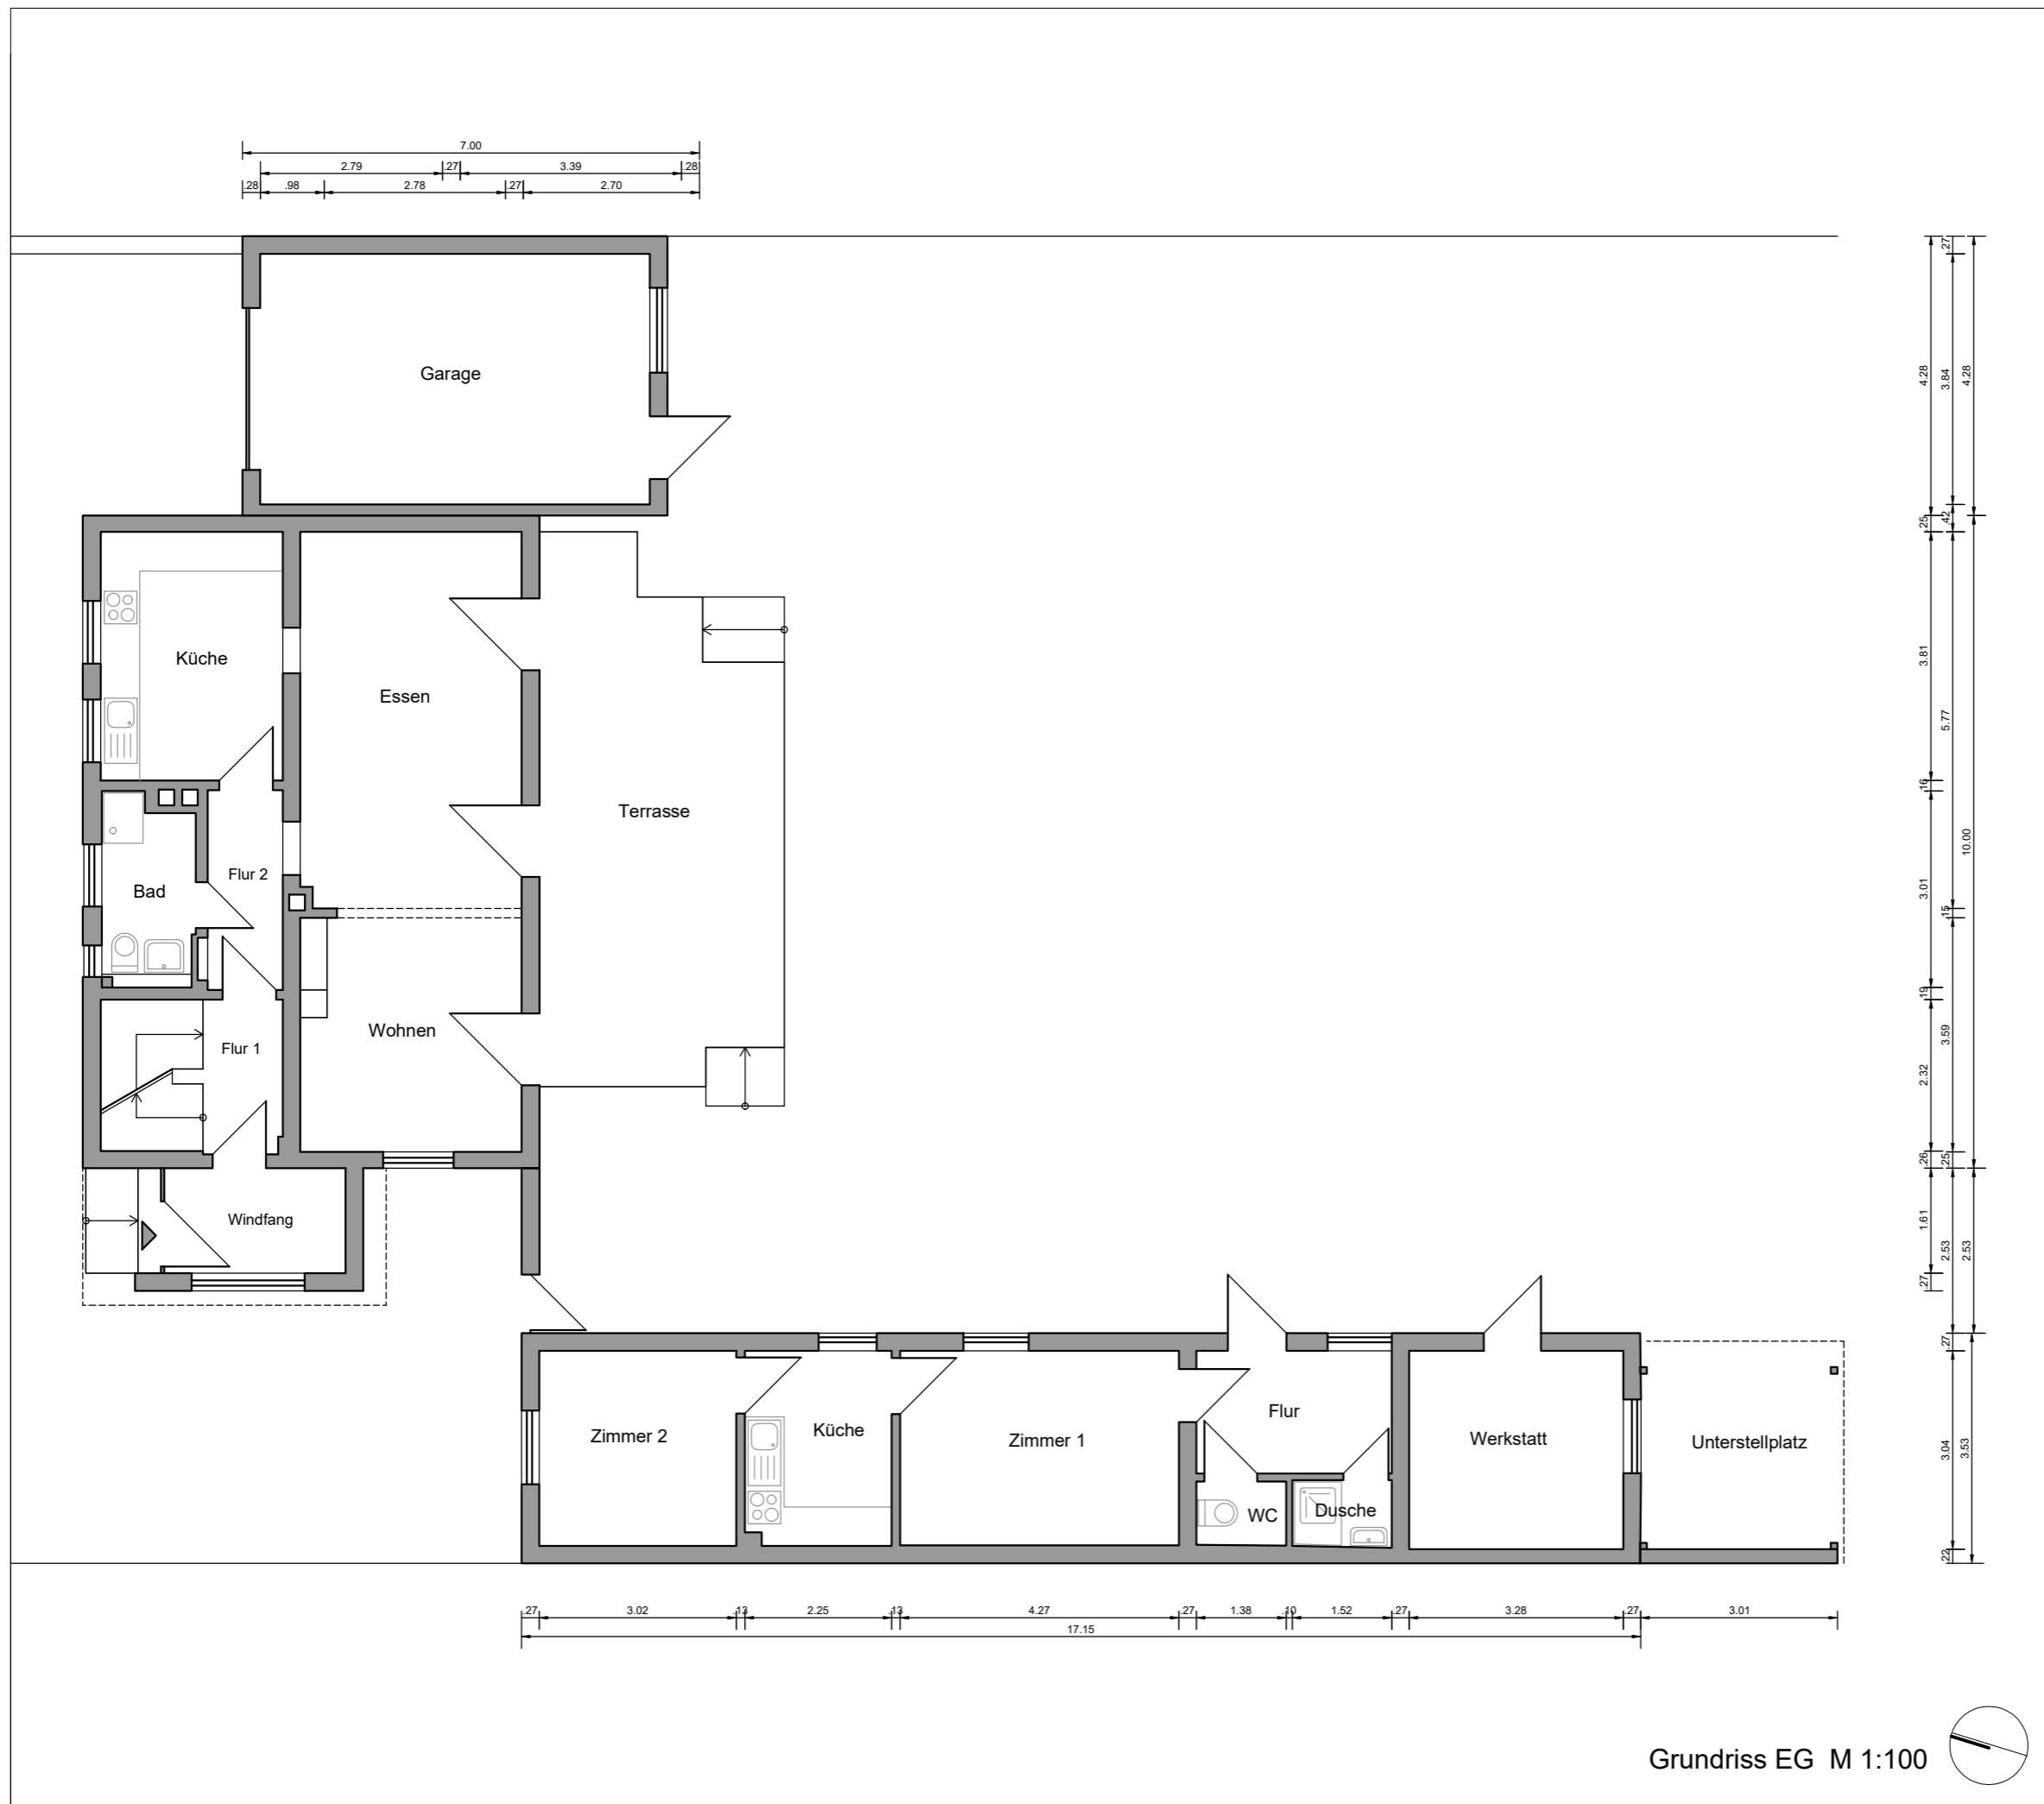 7.00
2.79 .27 3.39 .28
.28 .98 2.78 .27 2.70
Garage
Küche
Essen
Terrasse
Flur 2
Bad
Wohnen
Flur 1
Windfang
4.28 .25 3.81 .16 3.01 .19 2.32 .26 1.61 .27
.27 3.84 .42 5.77 .15 3.59 .25 2.53 .27 3.04 .22
4.28 10.00 2.53 3.53
Zimmer 2
Küche
Zimmer 1
Flur
WC
Dusche
Werkstatt
Unterstellplatz
.27 3.02 .13 2.25 .13 4.27 .27 1.38 .10 1.52 .27 3.28 .27 3.01
17.15
Grundriss EG M 1:100